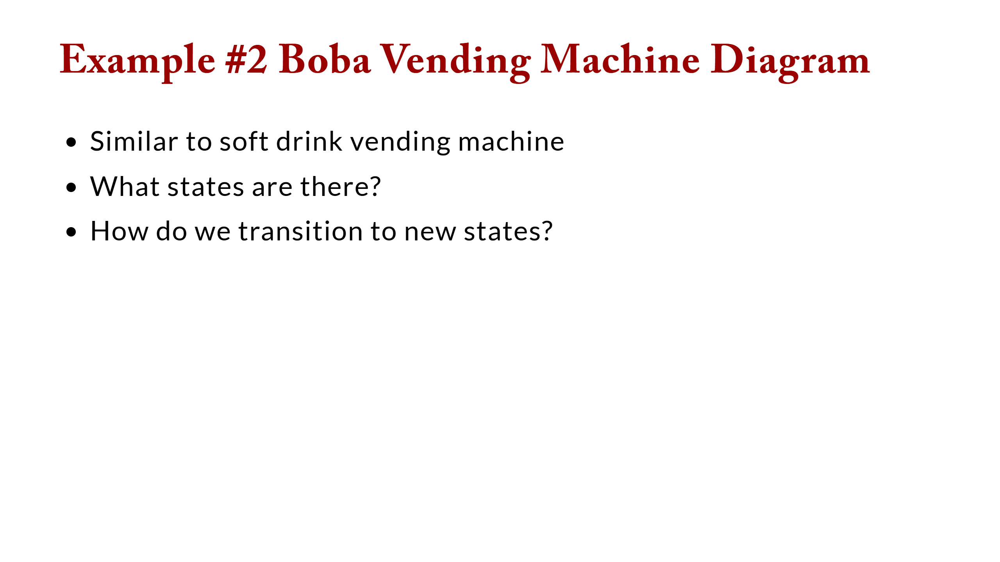 Example #2 Boba Vending Machine Diagram
• Similar to soft drink vending machine
• What states are there?
• How do we transition to new states?